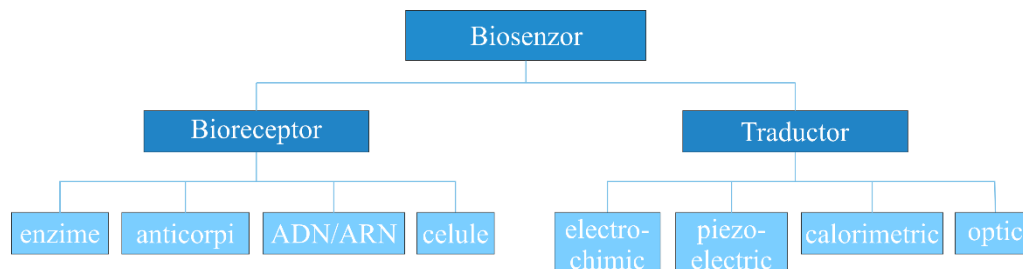 Biosenzor
Bioreceptor
Traductor
enzime
anticorpi
ADN/ARN
celule
electro-
chimic
piezo-
electric
calorimetric
optic